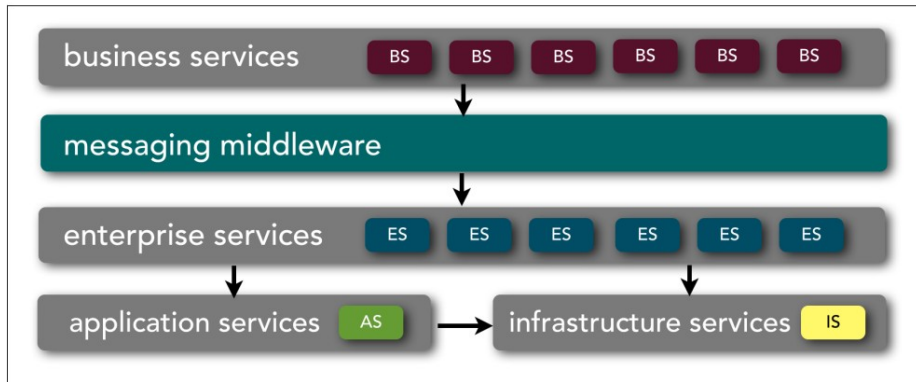 business services BS BS BS BS BS BS
messaging middleware
enterprise services ES ES ES ES ES ES
application services AS infrastructure services IS